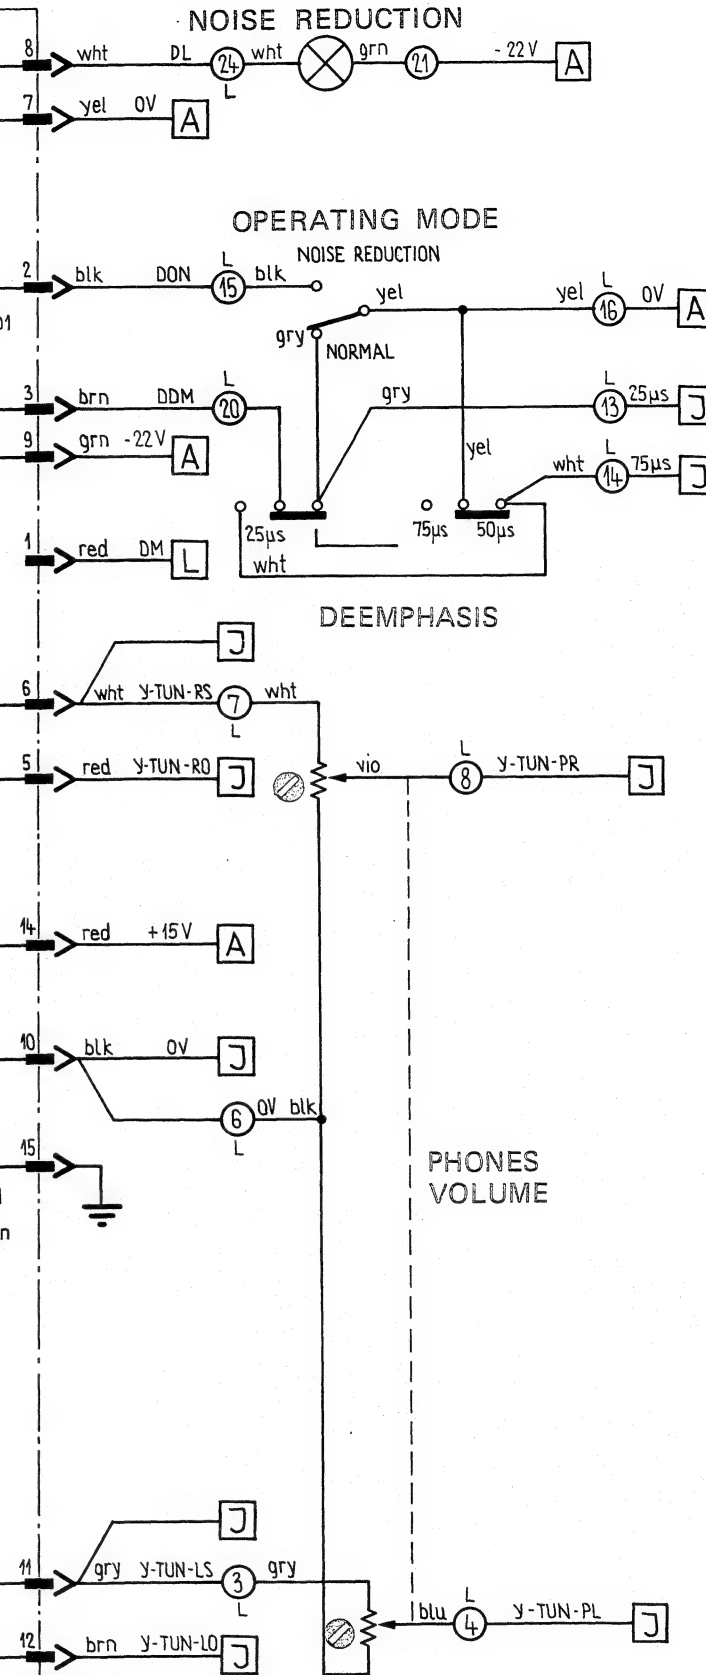 NOISE REDUCTION
8 wht DL 24 wht grn 21 -22V A
L
7 yel 0V A
OPERATING MODE
NOISE REDUCTION
2 blk DON L 15 blk
yel yel L 16 0V A
01
gry
NORMAL
3 brn DDM L 20
gry L 13 25µs J
9 grn -22V A
yel
wht L 14 75µs J
25µs 75µs 50µs
1 red DM L
wht
DEEMPHASIS
J
6 wht Y-TUN-RS 7 wht
L
5 red Y-TUN-RO J
vio L 8 Y-TUN-PR J
14 red +15V A
10 blk 0V J
6 0V blk
L
15
PHONES
VOLUME
n
J
11 gry Y-TUN-LS 3 gry
L
blu L 4 Y-TUN-PL J
12 brn Y-TUN-LO J